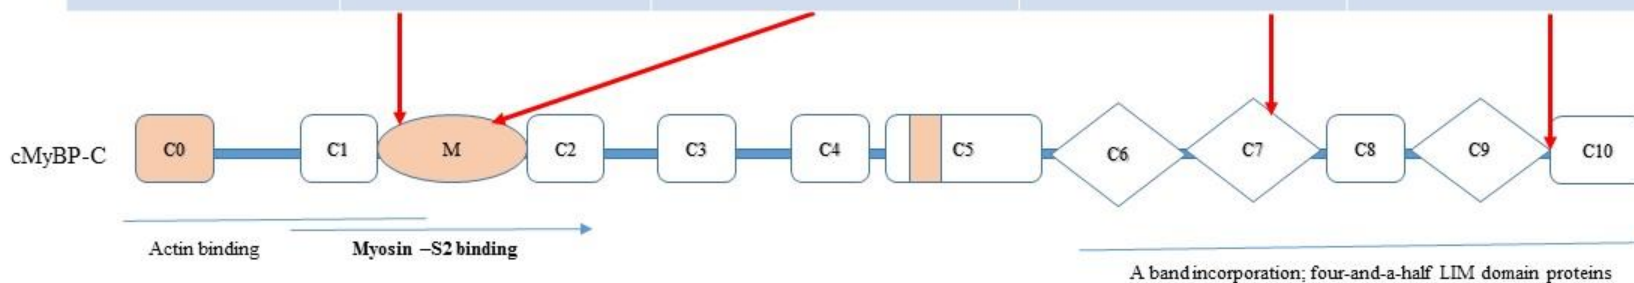 cMyBP-C
C0 C1 M C2 C3 C4 C5 C6 C7 C8 C9 C10
Actin binding Myosin –S2 binding
A band incorporation; four-and-a-half LIM domain proteins